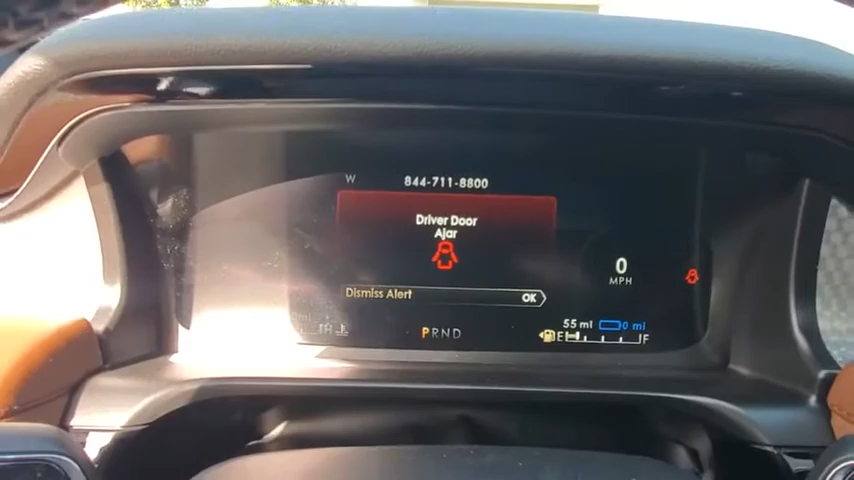 W 844-711-8800
Driver Door
Ajar
Dismiss Alert OK
0
MPH
55 mi 0 mi
PRND
E F